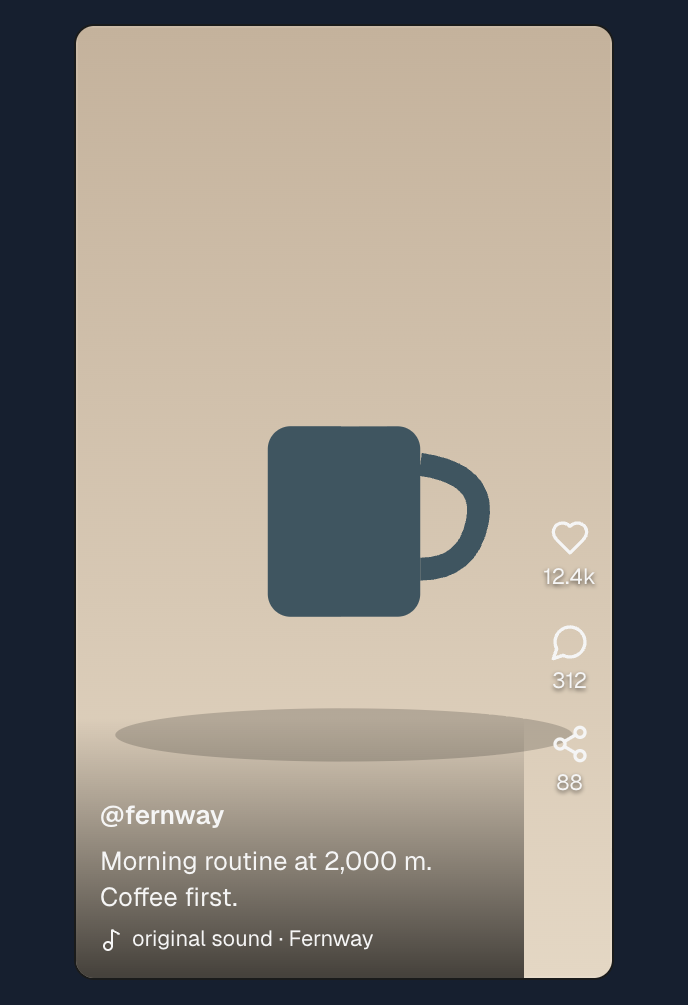 12.4k
312
88
@fernway
Morning routine at 2,000 m.
Coffee first.
original sound · Fernway